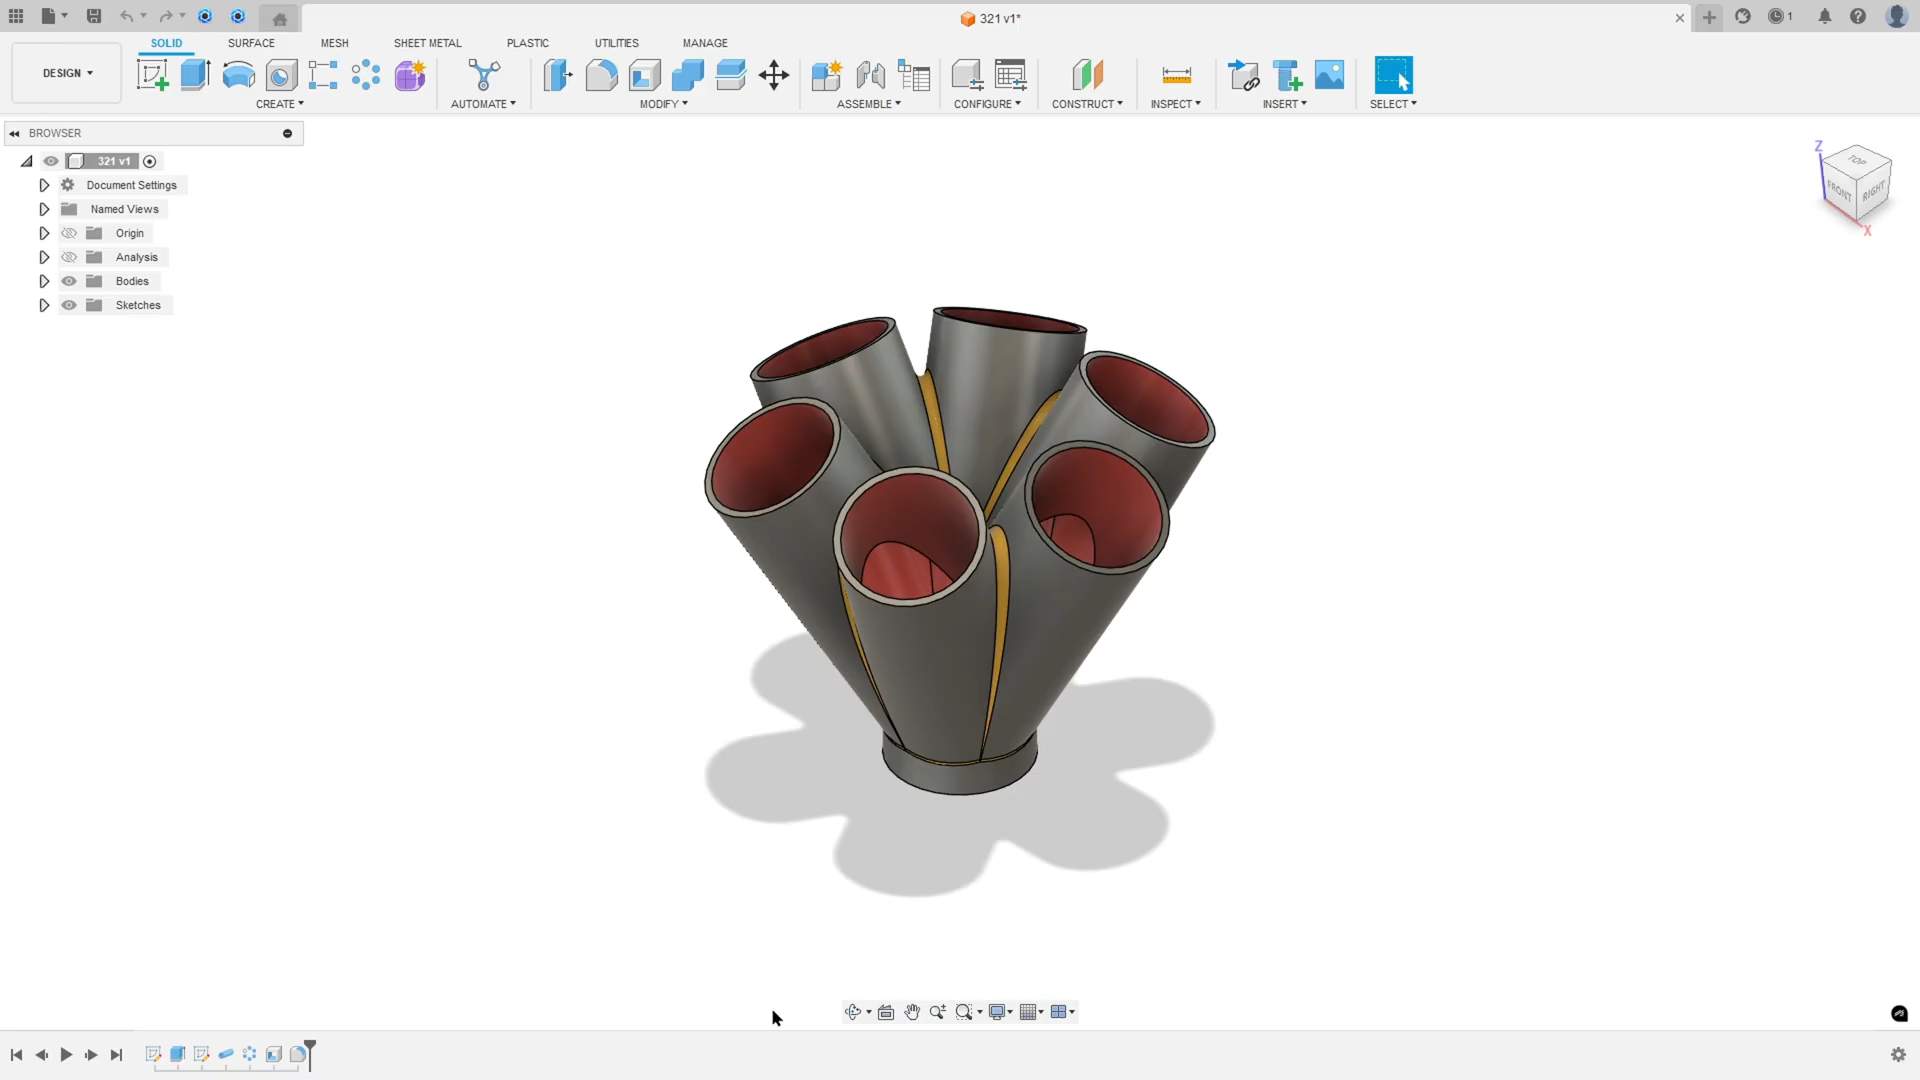 321 v1*
1
SOLID SURFACE MESH SHEET METAL PLASTIC UTILITIES MANAGE
DESIGN
CREATE AUTOMATE MODIFY ASSEMBLE CONFIGURE CONSTRUCT INSPECT INSERT SELECT
BROWSER
321 v1
Document Settings
Named Views
Origin
Analysis
Bodies
Sketches
Z
TOP
FRONT RIGHT
X